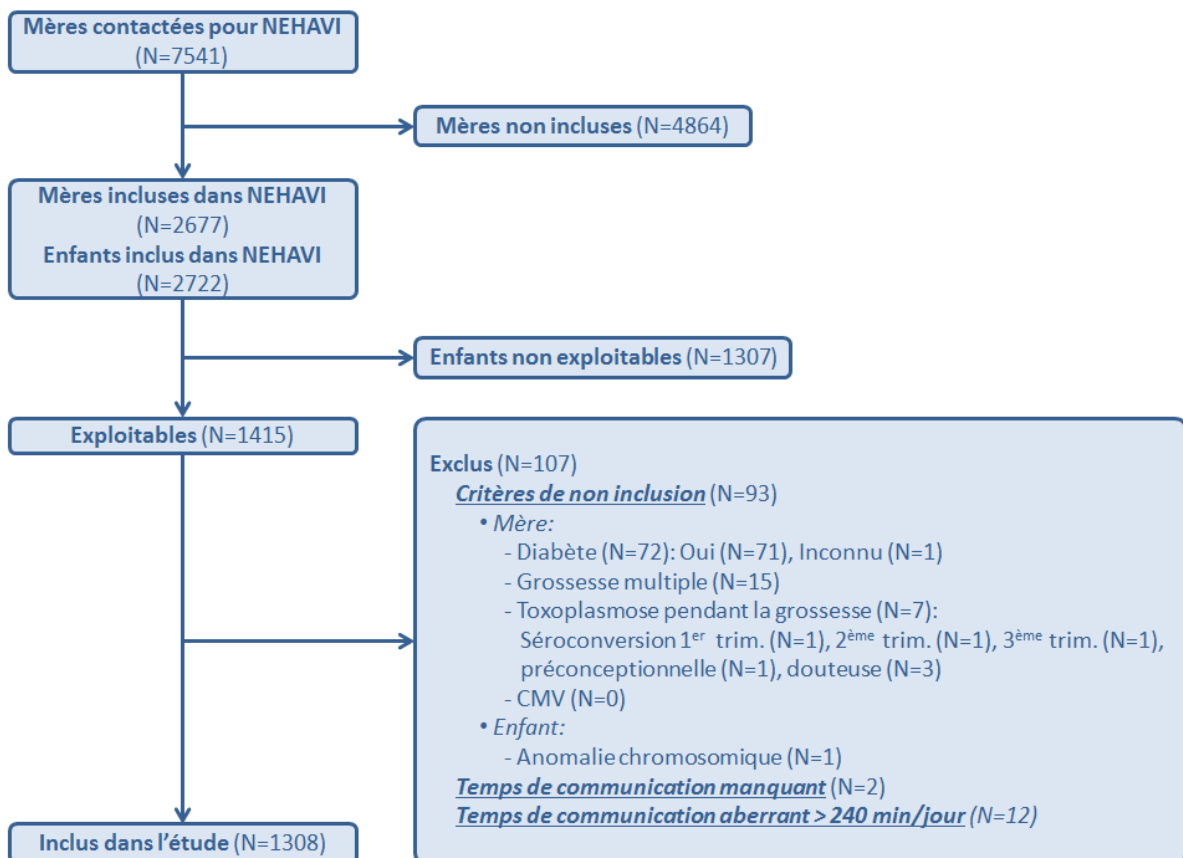 Mères contactées pour NEHAVI
(N=7541)
Mères non incluses (N=4864)
Mères incluses dans NEHAVI
(N=2677)
Enfants inclus dans NEHAVI
(N=2722)
Enfants non exploitables (N=1307)
Exploitables (N=1415)
Exclus (N=107)
Critères de non inclusion (N=93)
• Mère:
- Diabète (N=72): Oui (N=71), Inconnu (N=1)
- Grossesse multiple (N=15)
- Toxoplasmose pendant la grossesse (N=7):
Séroconversion 1er trim. (N=1), 2ème trim. (N=1), 3ème trim. (N=1),
préconceptionnelle (N=1), douteuse (N=3)
- CMV (N=0)
• Enfant:
- Anomalie chromosomique (N=1)
Temps de communication manquant (N=2)
Temps de communication aberrant > 240 min/jour (N=12)
Inclus dans l'étude (N=1308)